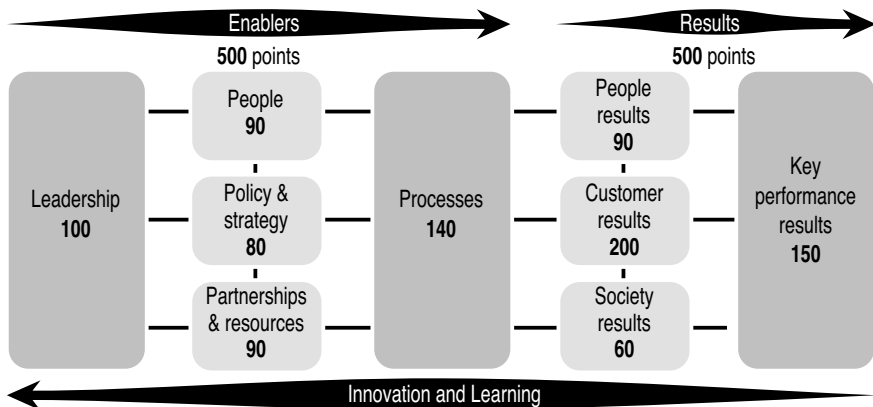 Enablers
Results
500 points
500 points
Leadership
100
People
90
Policy &
strategy
80
Partnerships
& resources
90
Processes
140
People
results
90
Customer
results
200
Society
results
60
Key
performance
results
150
Innovation and Learning